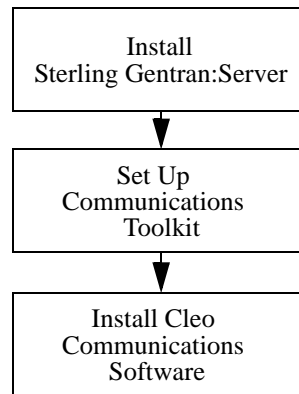 Install
Sterling Gentran:Server
Set Up
Communications
Toolkit
Install Cleo
Communications
Software